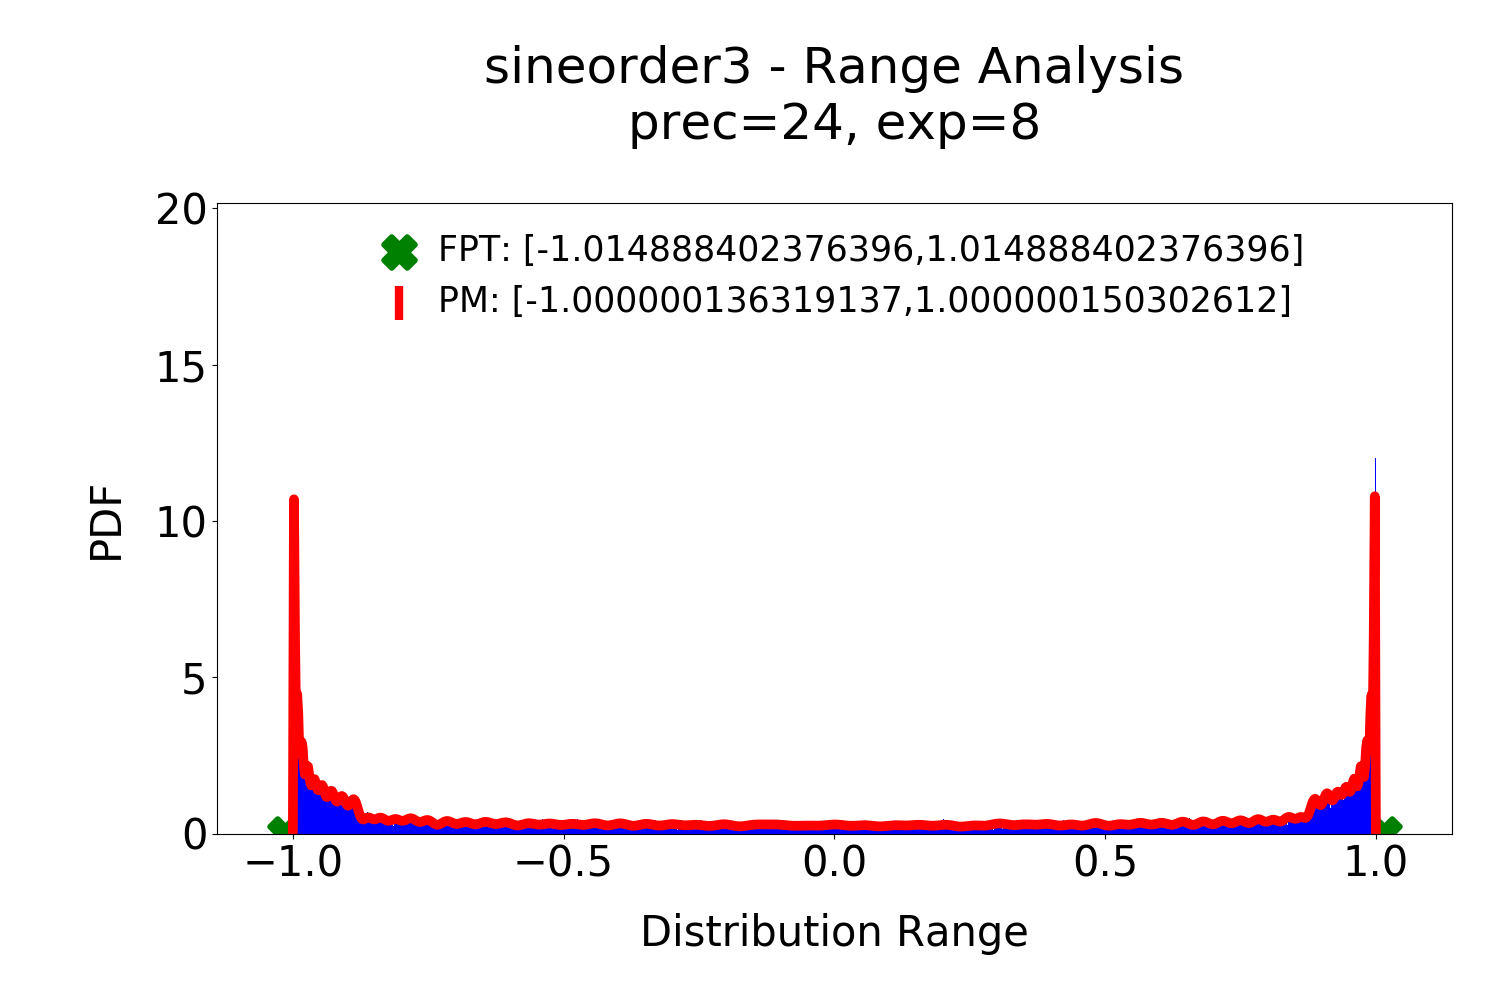 sineorder3 - Range Analysis
prec=24, exp=8
20
FPT: [-1.014888402376396,1.014888402376396]
PM: [-1.000000136319137,1.000000150302612]
15
10
5
0
PDF
−1.0 −0.5 0.0 0.5 1.0
Distribution Range